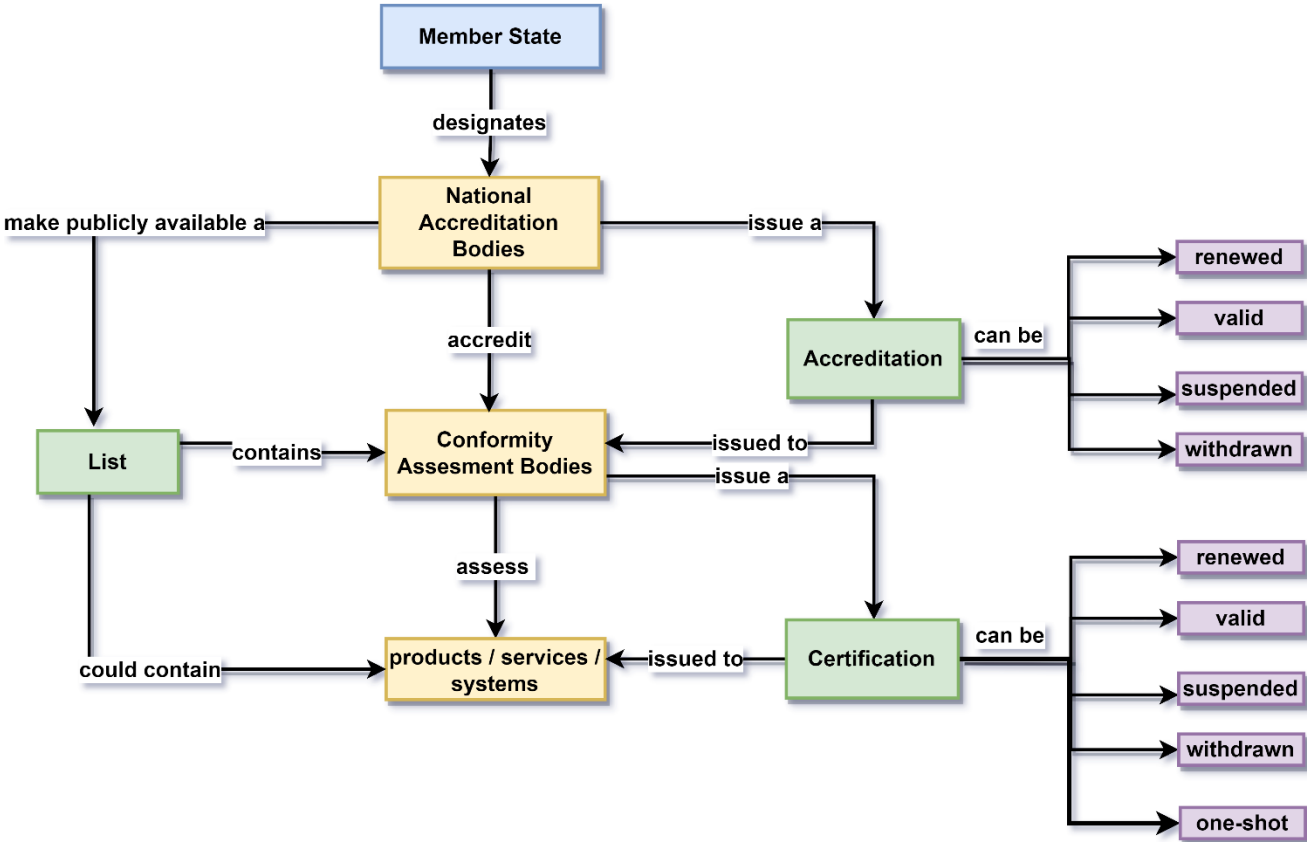 Member State
designates
National
Accreditation
Bodies
make publicly available a
issue a
renewed
valid
accredit
can be
Accreditation
suspended
withdrawn
issued to
Conformity
Assesment Bodies
List
contains
issue a
assess
renewed
valid
can be
products / services /
systems
issued to
Certification
could contain
suspended
withdrawn
one-shot